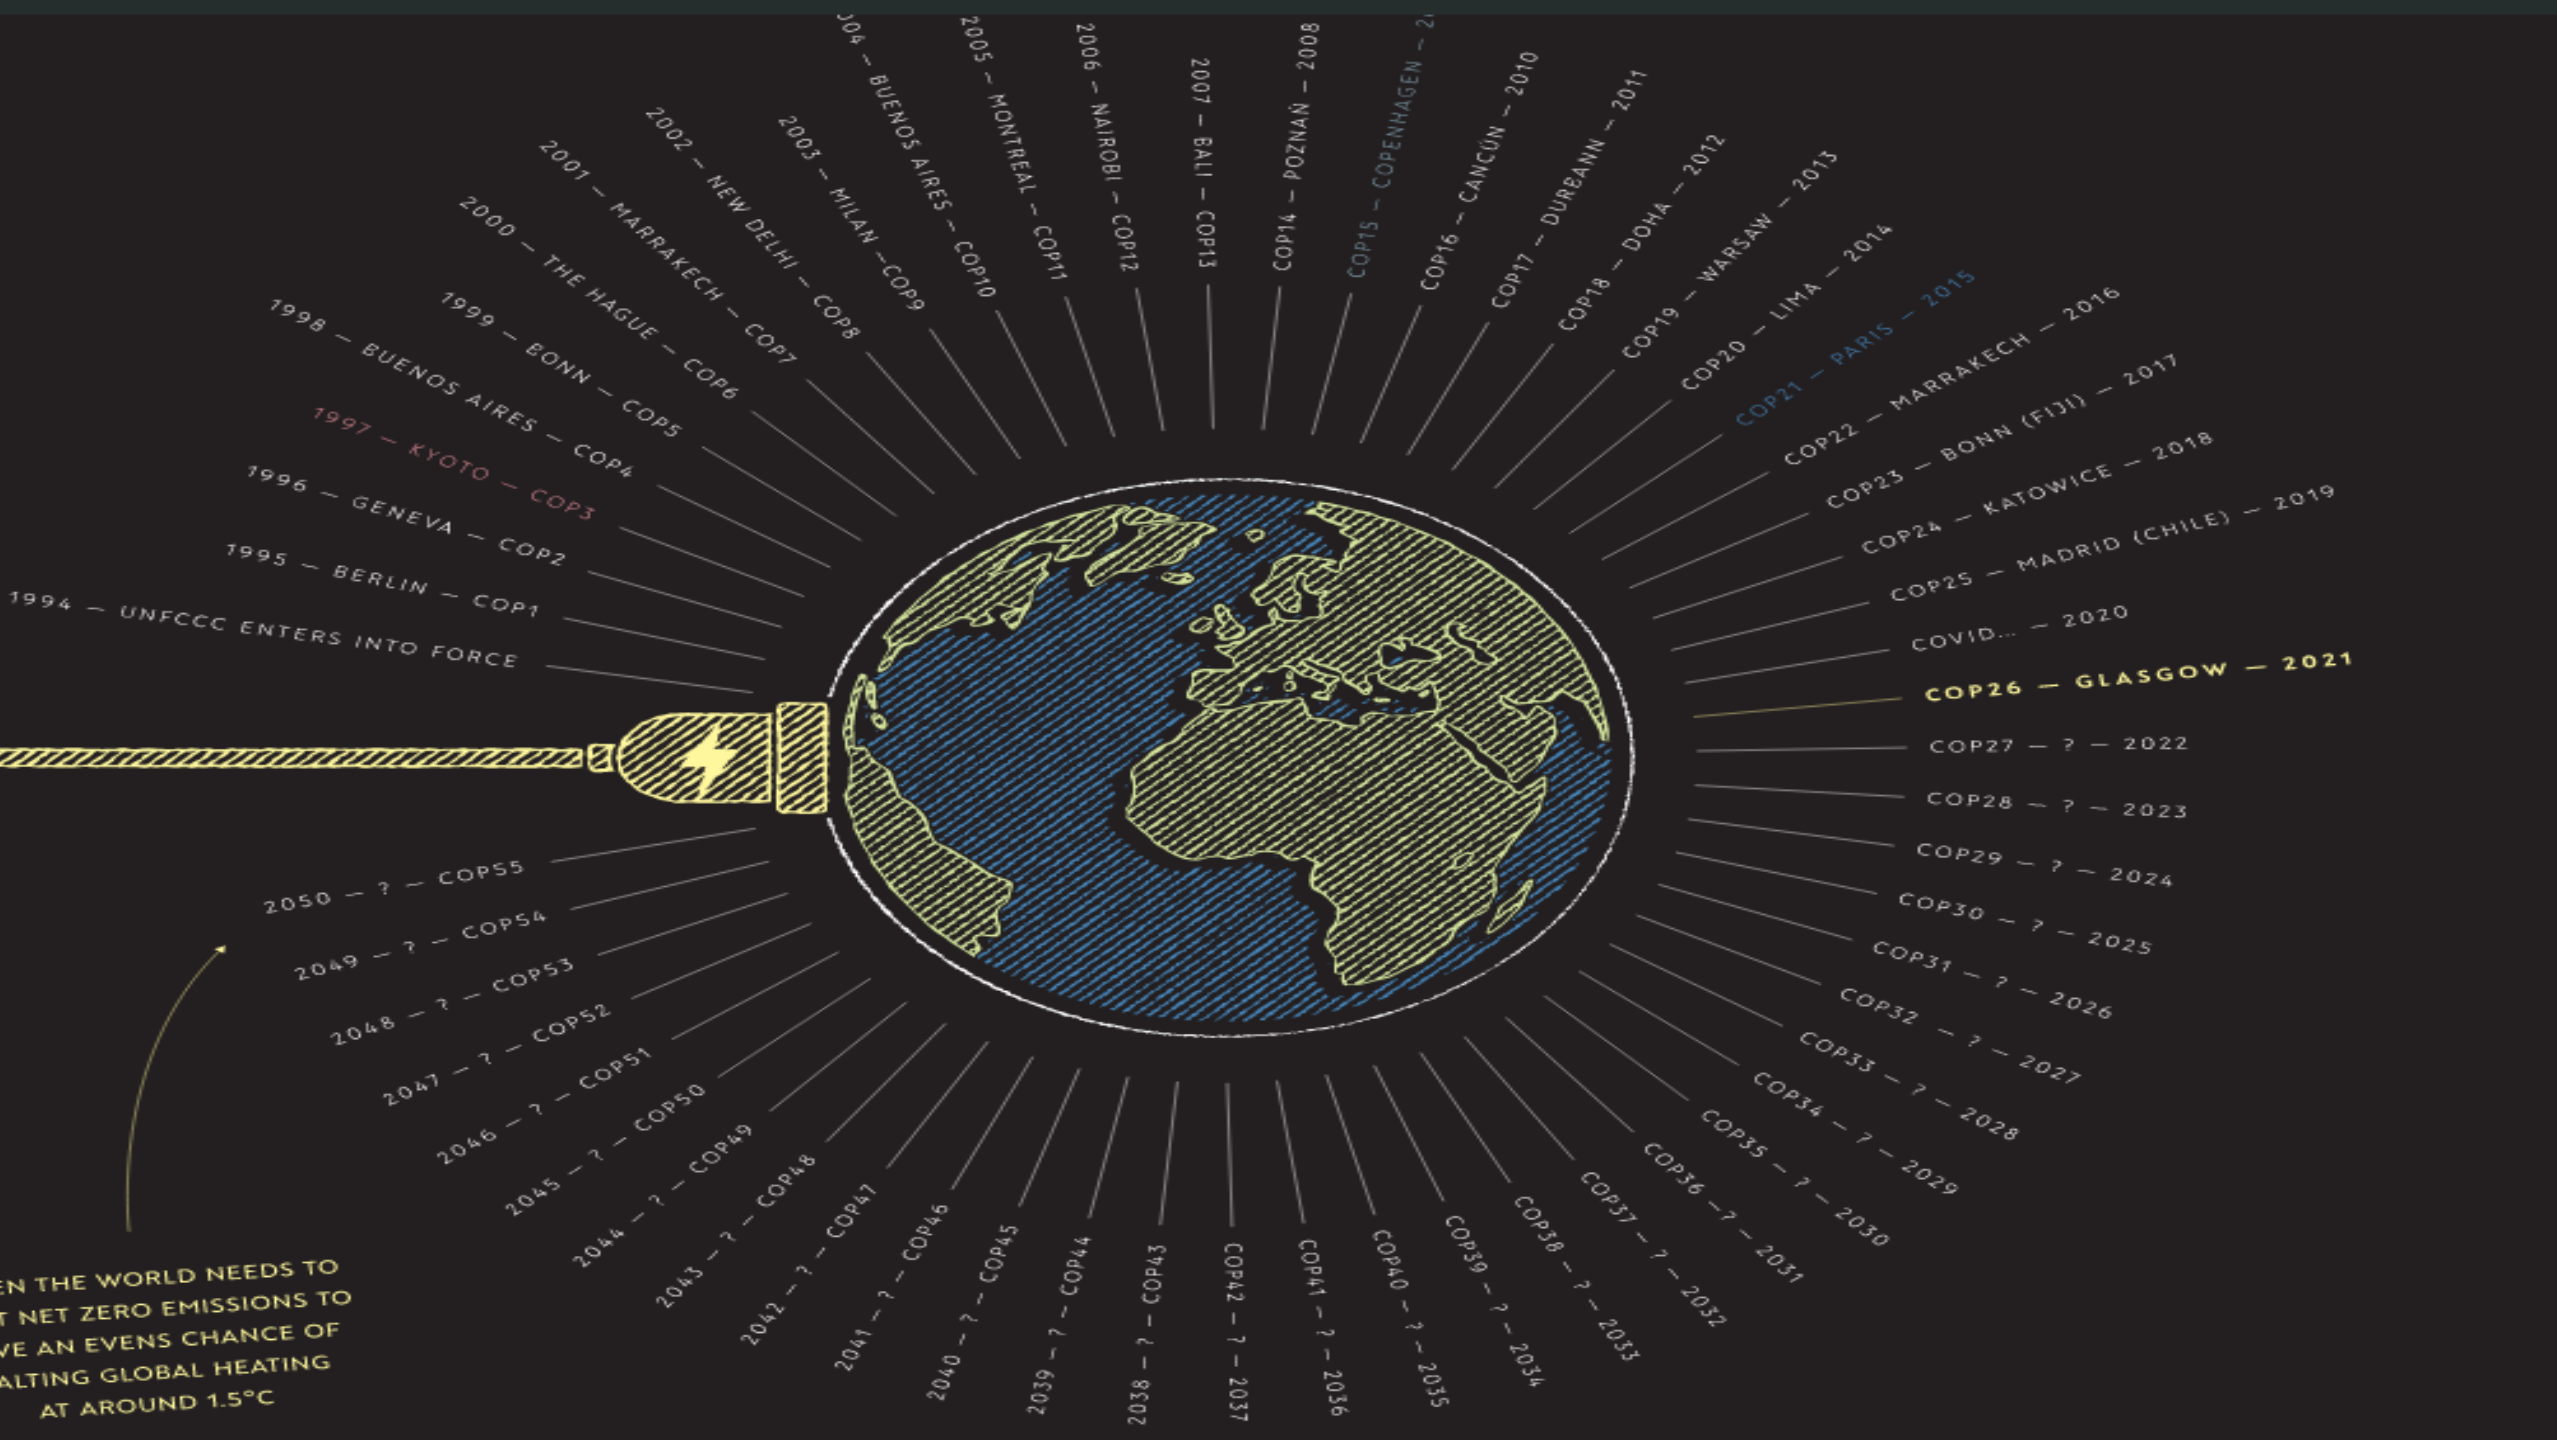 1994 — UNFCCC ENTERS INTO FORCE
1995 — BERLIN — COP1
1996 — GENEVA — COP2
1997 — KYOTO — COP3
1998 — BUENOS AIRES — COP4
1999 — BONN — COP5
2000 — THE HAGUE — COP6
2001 — MARRAKECH — COP7
2002 — NEW DELHI — COP8
2003 — MILAN — COP9
04 — BUENOS AIRES — COP10
2005 — MONTREAL — COP11
2006 — NAIROBI — COP12
2007 — BALI — COP13
COP14 — POZNAŃ — 2008
COP15 — COPENHAGEN —
COP16 — CANCÚN — 2010
COP17 — DURBANN — 2011
COP18 — DOHA — 2012
COP19 — WARSAW — 2013
COP20 — LIMA — 2014
COP21 — PARIS — 2015
COP22 — MARRAKECH — 2016
COP23 — BONN (FIJI) — 2017
COP24 — KATOWICE — 2018
COP25 — MADRID (CHILE) — 2019
COVID... — 2020
COP26 — GLASGOW — 2021
COP27 — ? — 2022
COP28 — ? — 2023
COP29 — ? — 2024
COP30 — ? — 2025
COP31 — ? — 2026
COP32 — ? — 2027
COP33 — ? — 2028
COP34 — ? — 2029
COP35 — ? — 2030
COP36 — ? — 2031
COP37 — ? — 2032
COP38 — ? — 2033
COP39 — ? — 2034
COP40 — ? — 2035
COP41 — ? — 2036
COP42 — ? — 2037
2038 — ? — COP43
2039 — ? — COP44
2040 — ? — COP45
2041 — ? — COP46
2042 — ? — COP47
2043 — ? — COP48
2044 — ? — COP49
2045 — ? — COP50
2046 — ? — COP51
2047 — ? — COP52
2048 — ? — COP53
2049 — ? — COP54
2050 — ? — COP55
EN THE WORLD NEEDS TO
T NET ZERO EMISSIONS TO
VE AN EVENS CHANCE OF
ALTING GLOBAL HEATING
AT AROUND 1.5°C